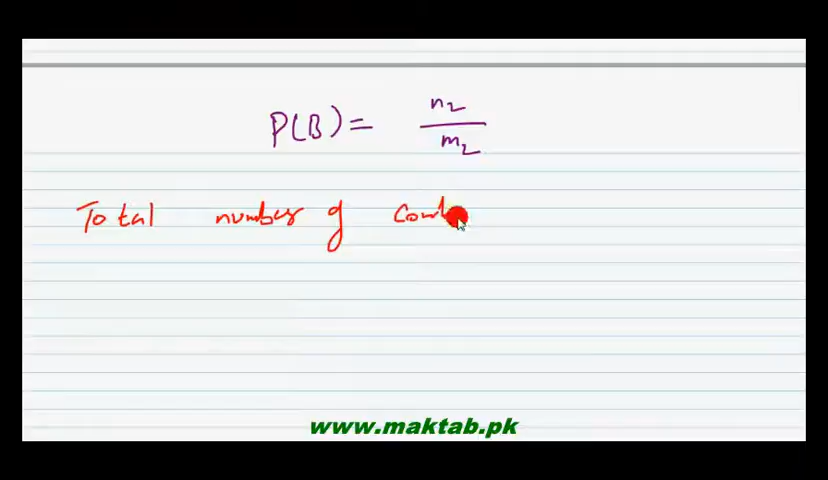 P(B) = n₂ / m₂
Total number of
www.maktab.pk